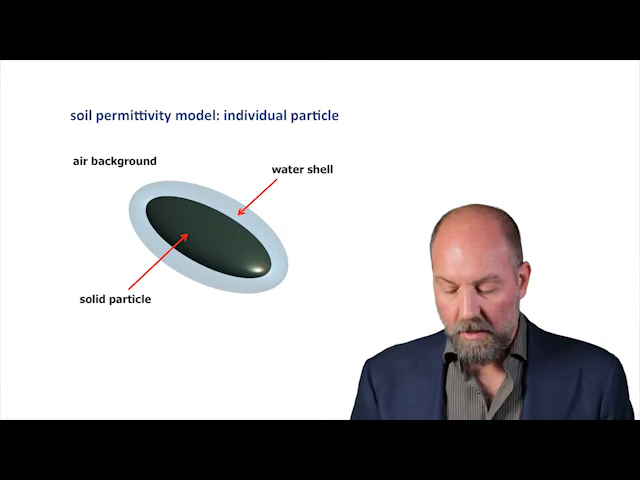 soil permittivity model: individual particle
air background
water shell
solid particle